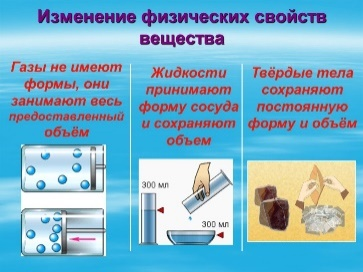 Изменение физических свойств
вещества
Газы не имеют
формы, они
занимают весь
предоставленный
объём
Жидкости
принимают
форму сосуда
и сохраняют
объем
Твёрдые тела
сохраняют
постоянную
форму и объём
300 мл
300 мл